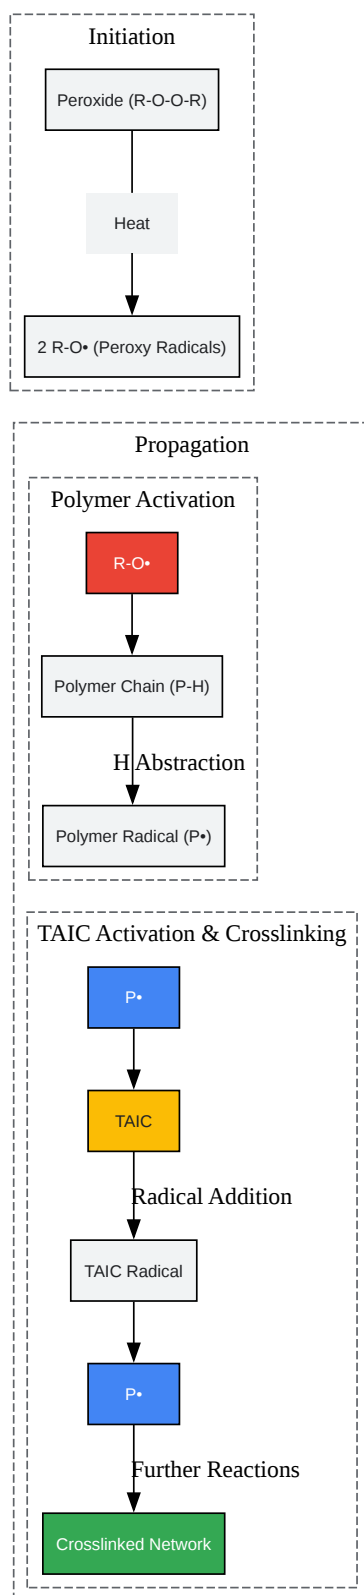 Initiation
Peroxide (R-O-O-R)
Heat
2 R-O• (Peroxy Radicals)
Propagation
Polymer Activation
R-O•
Polymer Chain (P-H)
H Abstraction
Polymer Radical (P•)
TAIC Activation & Crosslinking
P•
TAIC
Radical Addition
TAIC Radical
P•
Further Reactions
Crosslinked Network